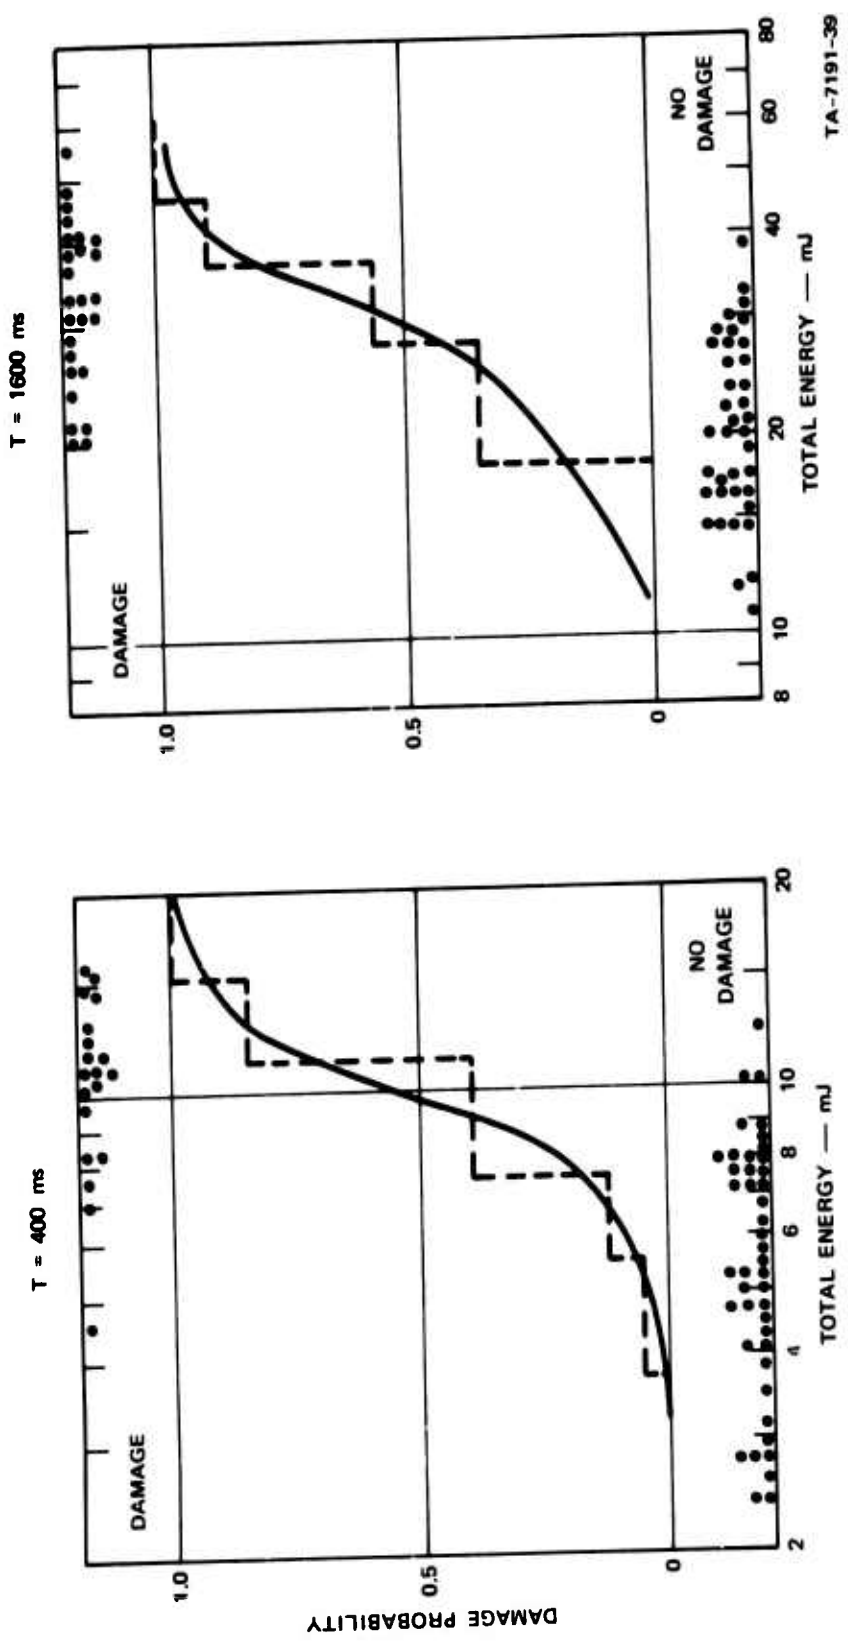 T = 400 ms
DAMAGE PROBABILITY
1.0
0.5
0
DAMAGE
NO
DAMAGE
2
4
6
8
10
20
TOTAL ENERGY — mJ
T = 1600 ms
1.0
0.5
0
DAMAGE
NO
DAMAGE
8
10
20
40
60
80
TOTAL ENERGY — mJ
TA-7191-39